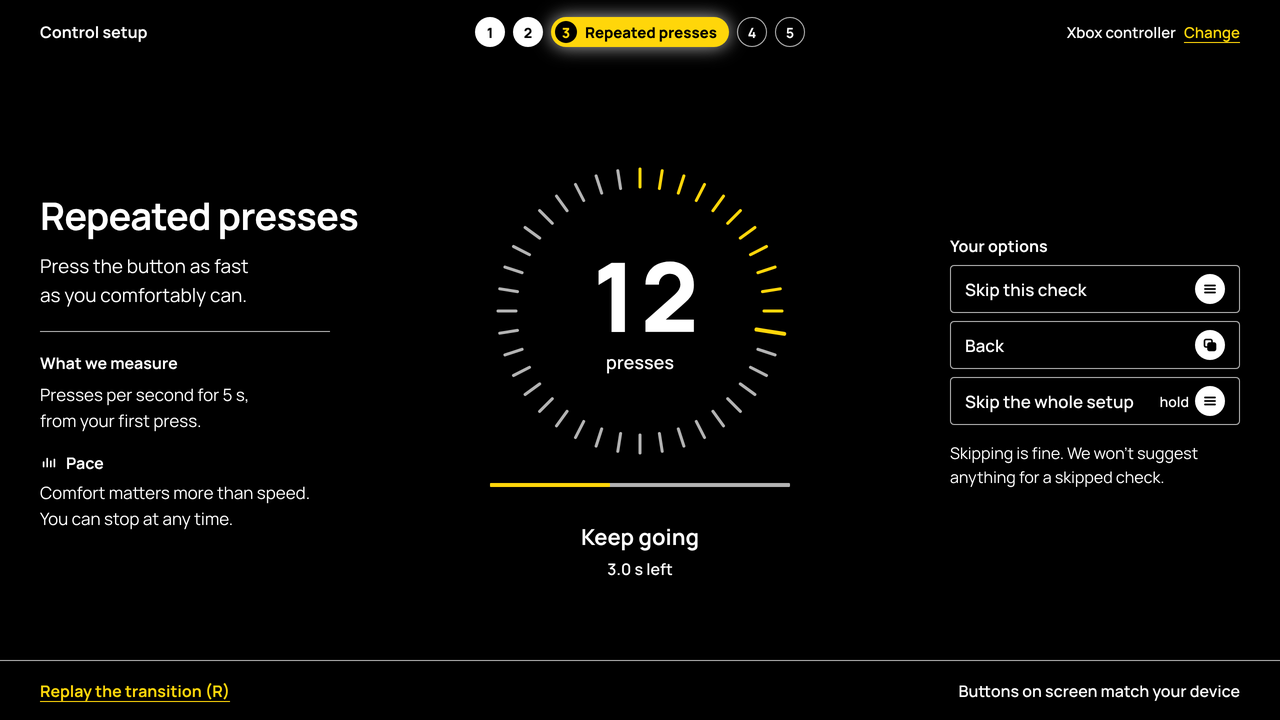 Control setup
1
2
3 Repeated presses
4
5
Xbox controller Change
Repeated presses
Press the button as fast
as you comfortably can.
What we measure
Presses per second for 5 s,
from your first press.
Pace
Comfort matters more than speed.
You can stop at any time.
12
presses
Keep going
3.0 s left
Your options
Skip this check
Back
Skip the whole setup hold
Skipping is fine. We won't suggest
anything for a skipped check.
Replay the transition (R)
Buttons on screen match your device